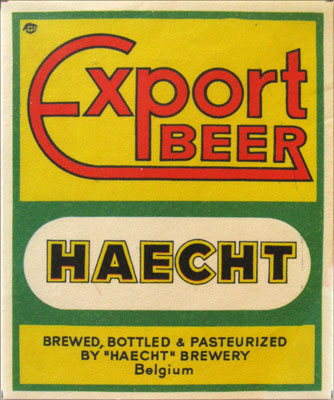 Export
BEER
HAECHT
BREWED, BOTTLED & PASTEURIZED
BY "HAECHT" BREWERY
Belgium